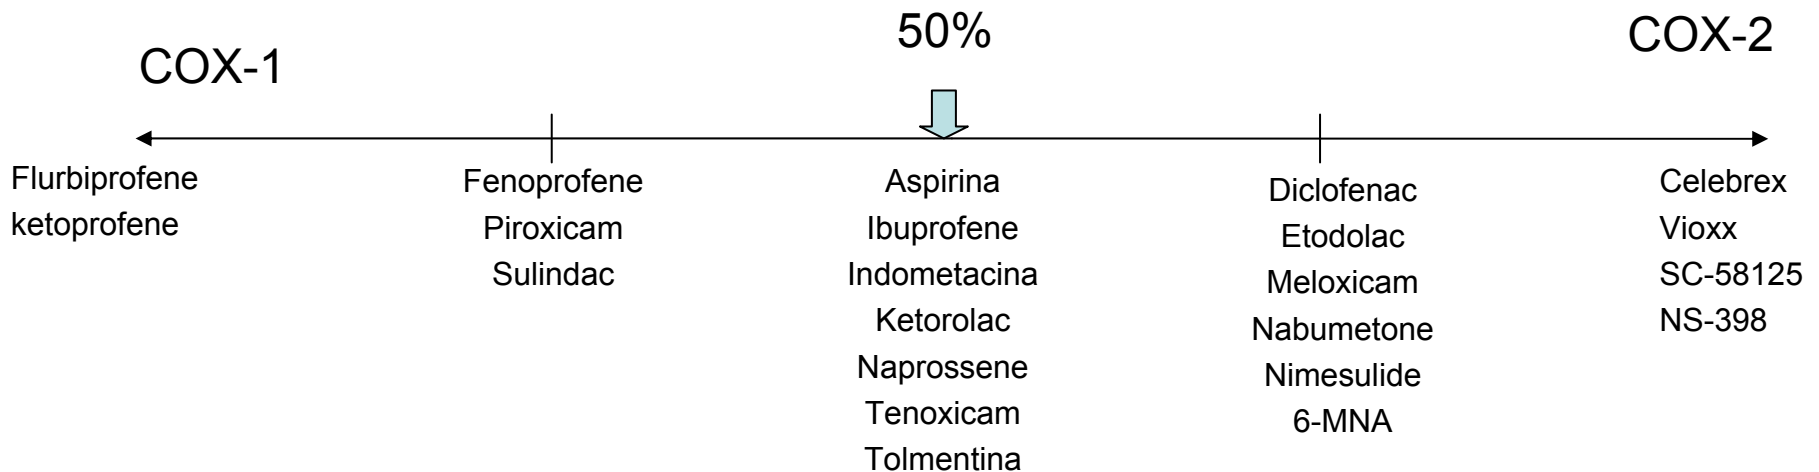 50%
COX-1
COX-2
Flurbiprofene
ketoprofene
Fenoprofene
Piroxicam
Sulindac
Aspirina
Ibuprofene
Indometacina
Ketorolac
Naprossene
Tenoxicam
Tolmentina
Diclofenac
Etodolac
Meloxicam
Nabumetone
Nimesulide
6-MNA
Celebrex
Vioxx
SC-58125
NS-398